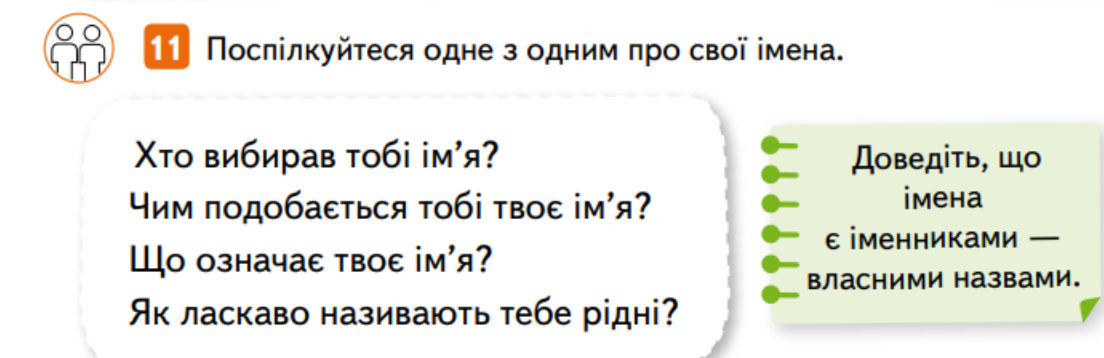 11 Поспілкуйтеся одне з одним про свої імена.
Хто вибирав тобі ім’я?
Чим подобається тобі твоє ім’я?
Що означає твоє ім’я?
Як ласкаво називають тебе рідні?
Доведіть, що
імена
є іменниками —
власними назвами.